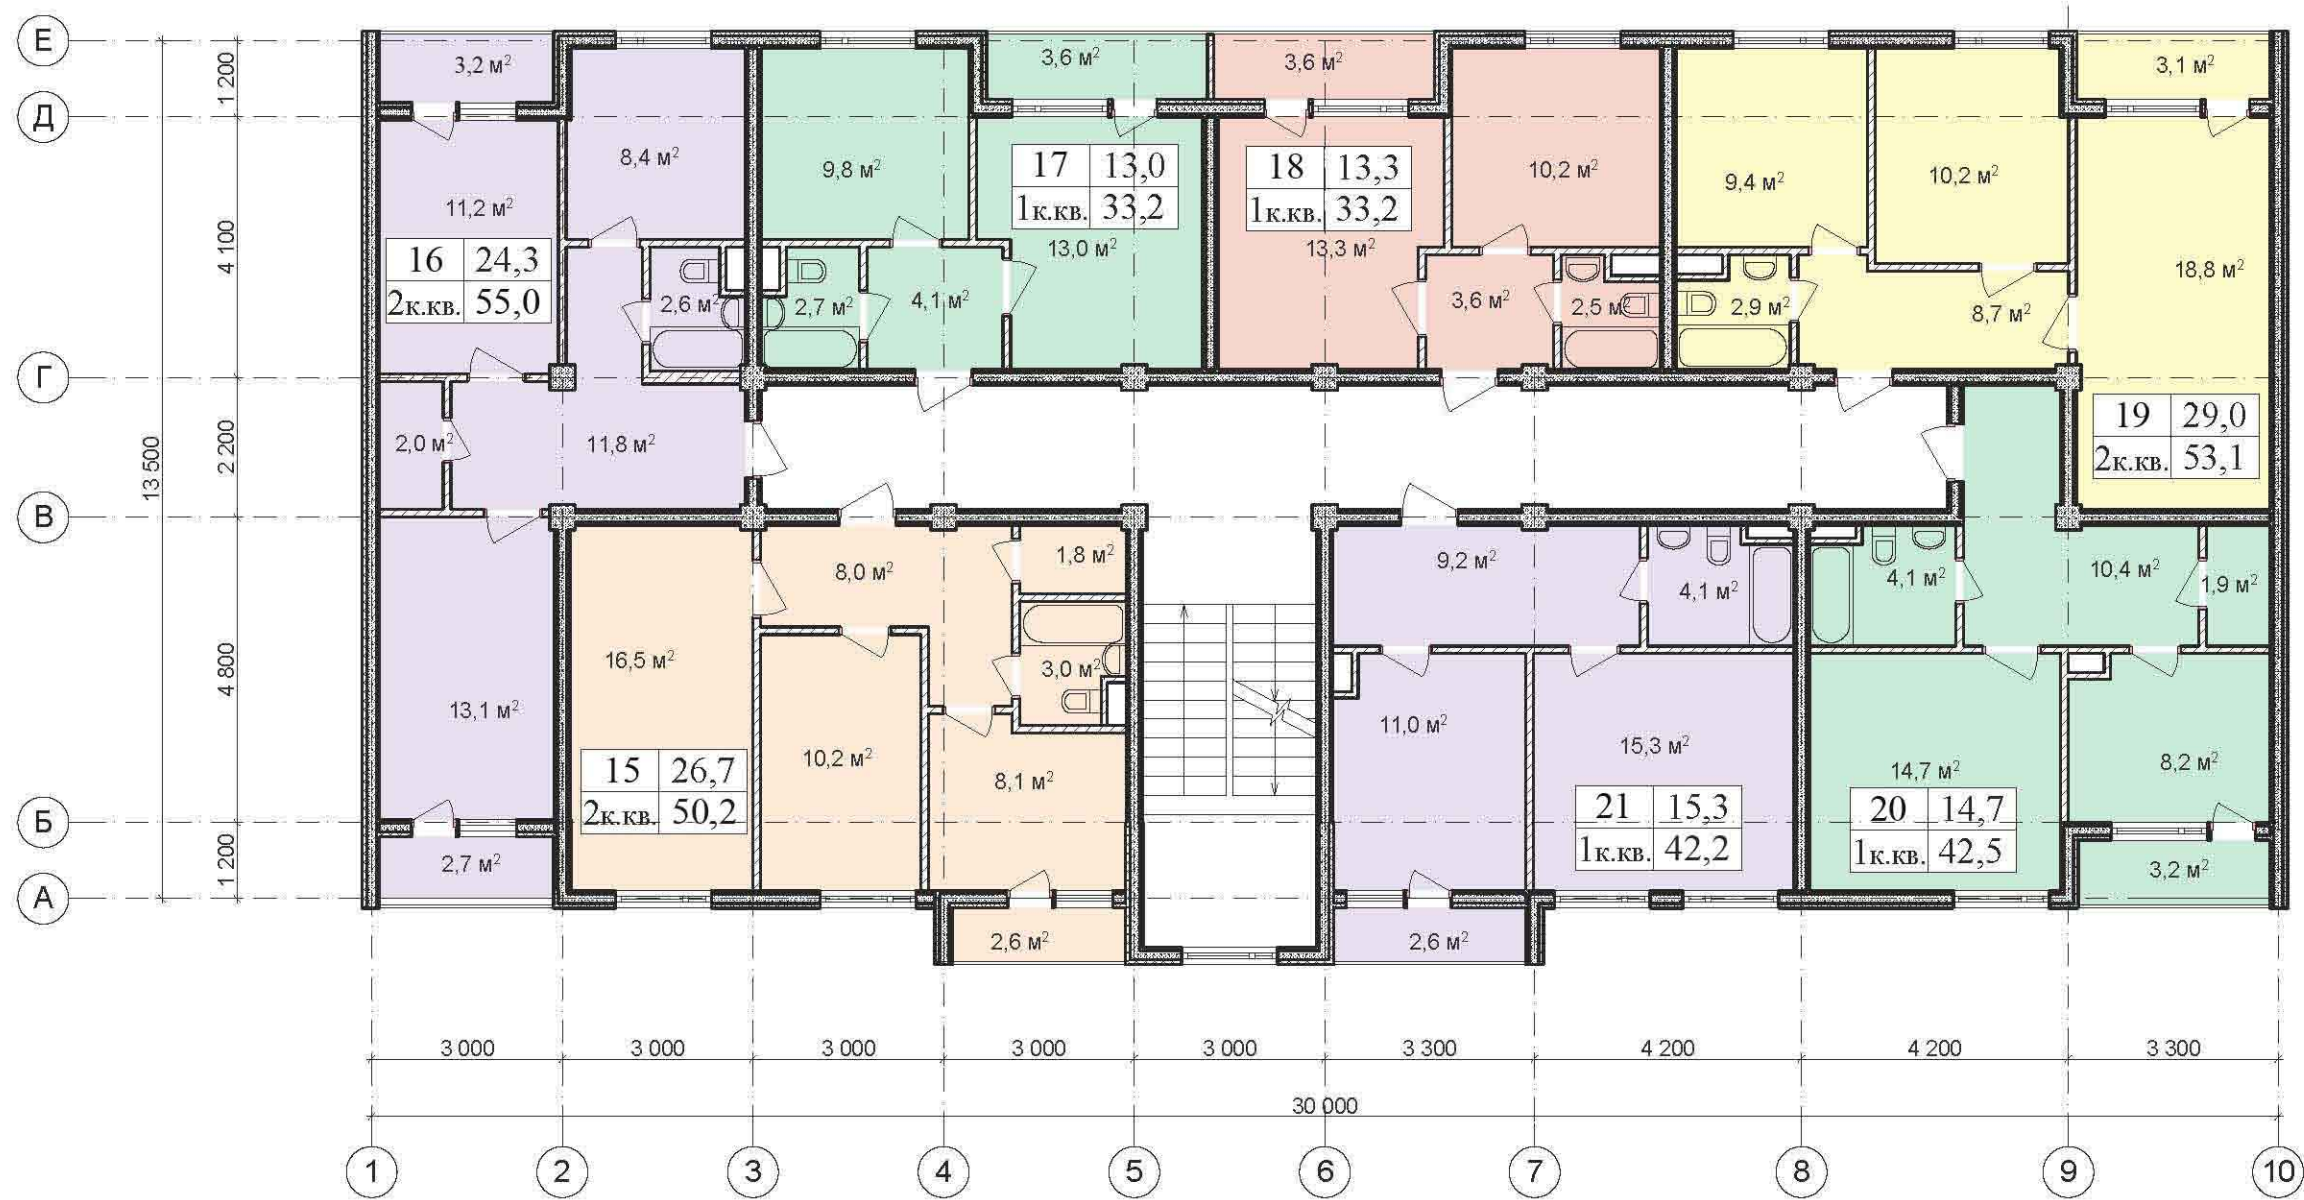 Е
3,2 м²
3,6 м²
3,6 м²
3,1 м²
1 200
Д
8,4 м²
9,8 м²
17 13,0
1к.кв. 33,2
18 13,3
1к.кв. 33,2
10,2 м²
9,4 м²
10,2 м²
11,2 м²
4 100
16 24,3
2к.кв. 55,0
13,0 м²
13,3 м²
18,8 м²
2,6 м²
2,7 м²
4,1 м²
3,6 м²
2,5 м
2,9 м²
8,7 м²
Г
13 500
2 200
2,0 м²
11,8 м²
19 29,0
2к.кв. 53,1
В
8,0 м²
1,8 м²
9,2 м²
4,1 м²
4,1 м²
10,4 м²
1,9 м²
4 800
16,5 м²
3,0 м²
13,1 м²
11,0 м²
15,3 м²
10,2 м²
8,1 м²
14,7 м²
8,2 м²
15 26,7
2к.кв. 50,2
21 15,3
1к.кв. 42,2
20 14,7
1к.кв. 42,5
Б
1 200
2,7 м²
3,2 м²
А
2,6 м²
2,6 м²
3 000 3 000 3 000 3 000 3 000 3 300 4 200 4 200 3 300
30 000
1 2 3 4 5 6 7 8 9 10